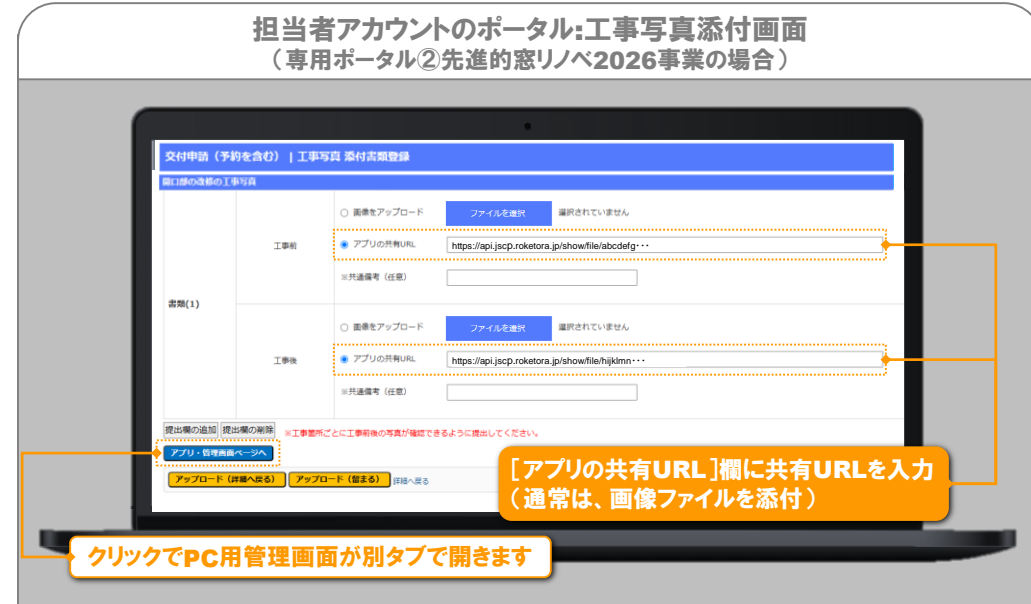 担当者アカウントのポータル:工事写真添付画面
（専用ポータル②先進的窓リノベ2026事業の場合）
交付申請（予約を含む）｜工事写真 添付書類登録
開口部の改修の工事写真
書類(1)
工事前
画像をアップロード ファイルを選択 選択されていません
アプリの共有URL https://api.jscp.roketora.jp/show/file/abcdefg･･･
※共通備考（任意）
工事後
画像をアップロード ファイルを選択 選択されていません
アプリの共有URL https://api.jscp.roketora.jp/show/file/hijklmn･･･
※共通備考（任意）
提出欄の追加 提出欄の削除 ※工事箇所ごとに工事前後の写真が確認できるように提出してください。
アプリ・管理画面ページへ
アップロード（詳細へ戻る） アップロード（留まる） 詳細へ戻る
［アプリの共有URL］欄に共有URLを入力
（通常は、画像ファイルを添付）
クリックでPC用管理画面が別タブで開きます